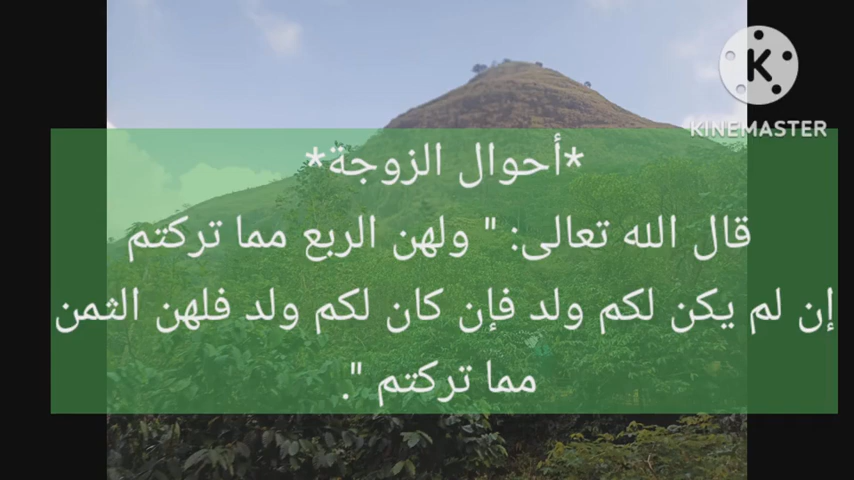 *أحوال الزوجة*
قال الله تعالى: " ولهن الربع مما تركتم
إن لم يكن لكم ولد فإن كان لكم ولد فلهن الثمن
مما تركتم ".
K
KINEMASTER